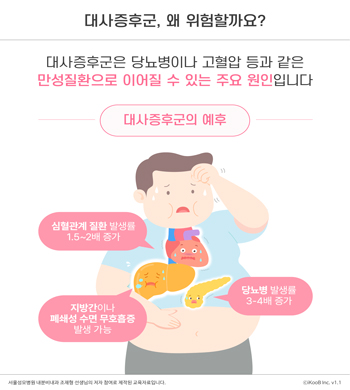 대사증후군, 왜 위험할까요?
대사증후군은 당뇨병이나 고혈압 등과 같은
만성질환으로 이어질 수 있는 주요 원인입니다
대사증후군의 예후
심혈관계 질환 발생률
1.5~2배 증가
당뇨병 발생률
3-4배 증가
지방간이나
폐쇄성 수면 무호흡증
발생 가능
서울성모병원 내분비내과 조재형 선생님의 저자 참여로 제작된 교육자료입니다.
ⓒiKooB Inc. v1.1